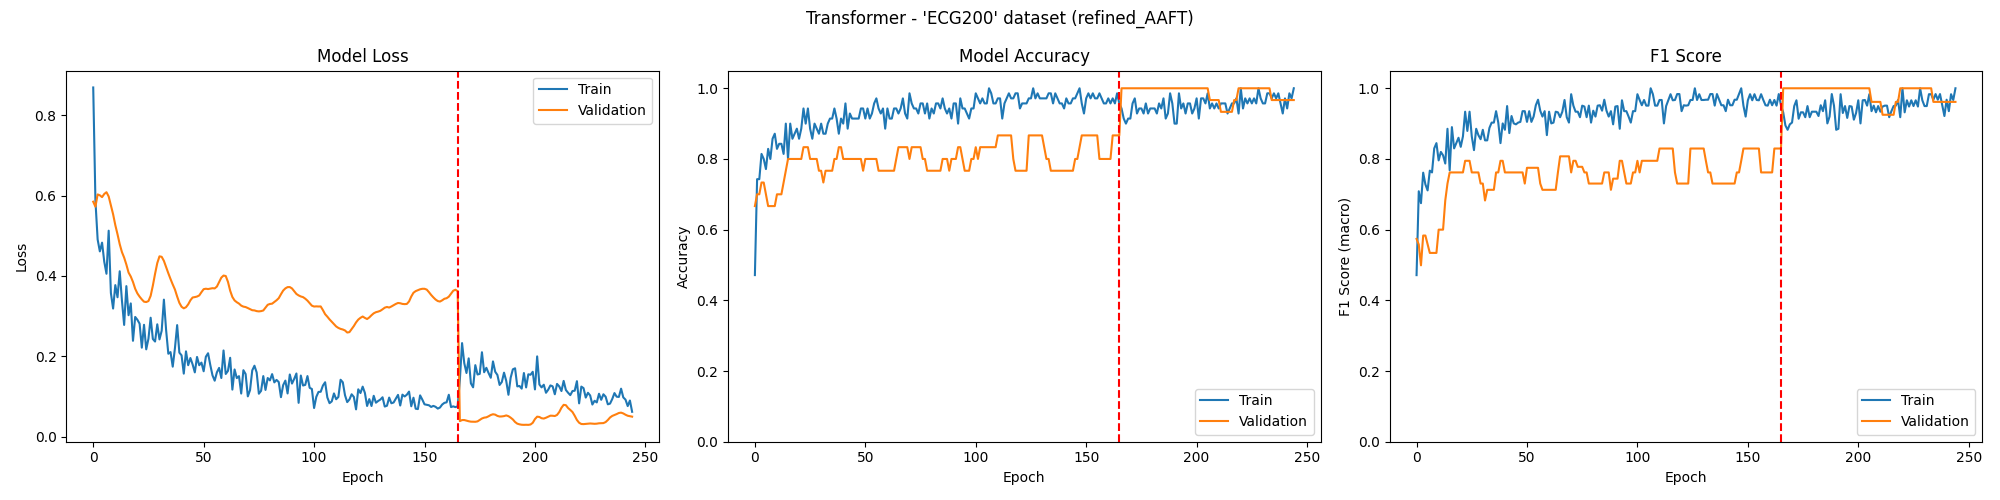 Transformer - 'ECG200' dataset (refined_AAFT)
Model Loss
Train
Validation
0.8
0.6
0.4
0.2
0.0
Loss
0 50 100 150 200 250
Epoch
Model Accuracy
1.0
0.8
0.6
0.4
0.2
0.0
Accuracy
Train
Validation
0 50 100 150 200 250
Epoch
F1 Score
1.0
0.8
0.6
0.4
0.2
0.0
F1 Score (macro)
Train
Validation
0 50 100 150 200 250
Epoch